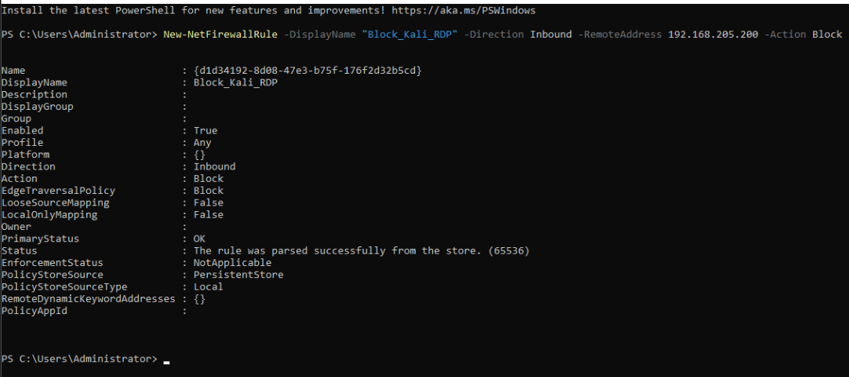 Install the latest PowerShell for new features and improvements! https://aka.ms/PSWindows
PS C:\Users\Administrator> New-NetFirewallRule -DisplayName "Block_Kali_RDP" -Direction Inbound -RemoteAddress 192.168.205.200 -Action Block
Name : {d1d34192-8d08-47e3-b75f-176f2d32b5cd}
DisplayName : Block_Kali_RDP
Description :
DisplayGroup :
Group :
Enabled : True
Profile : Any
Platform : {}
Direction : Inbound
Action : Block
EdgeTraversalPolicy : Block
LooseSourceMapping : False
LocalOnlyMapping : False
Owner :
PrimaryStatus : OK
Status : The rule was parsed successfully from the store. (65536)
EnforcementStatus : NotApplicable
PolicyStoreSource : PersistentStore
PolicyStoreSourceType : Local
RemoteDynamicKeywordAddresses : {}
PolicyAppId :
PS C:\Users\Administrator>